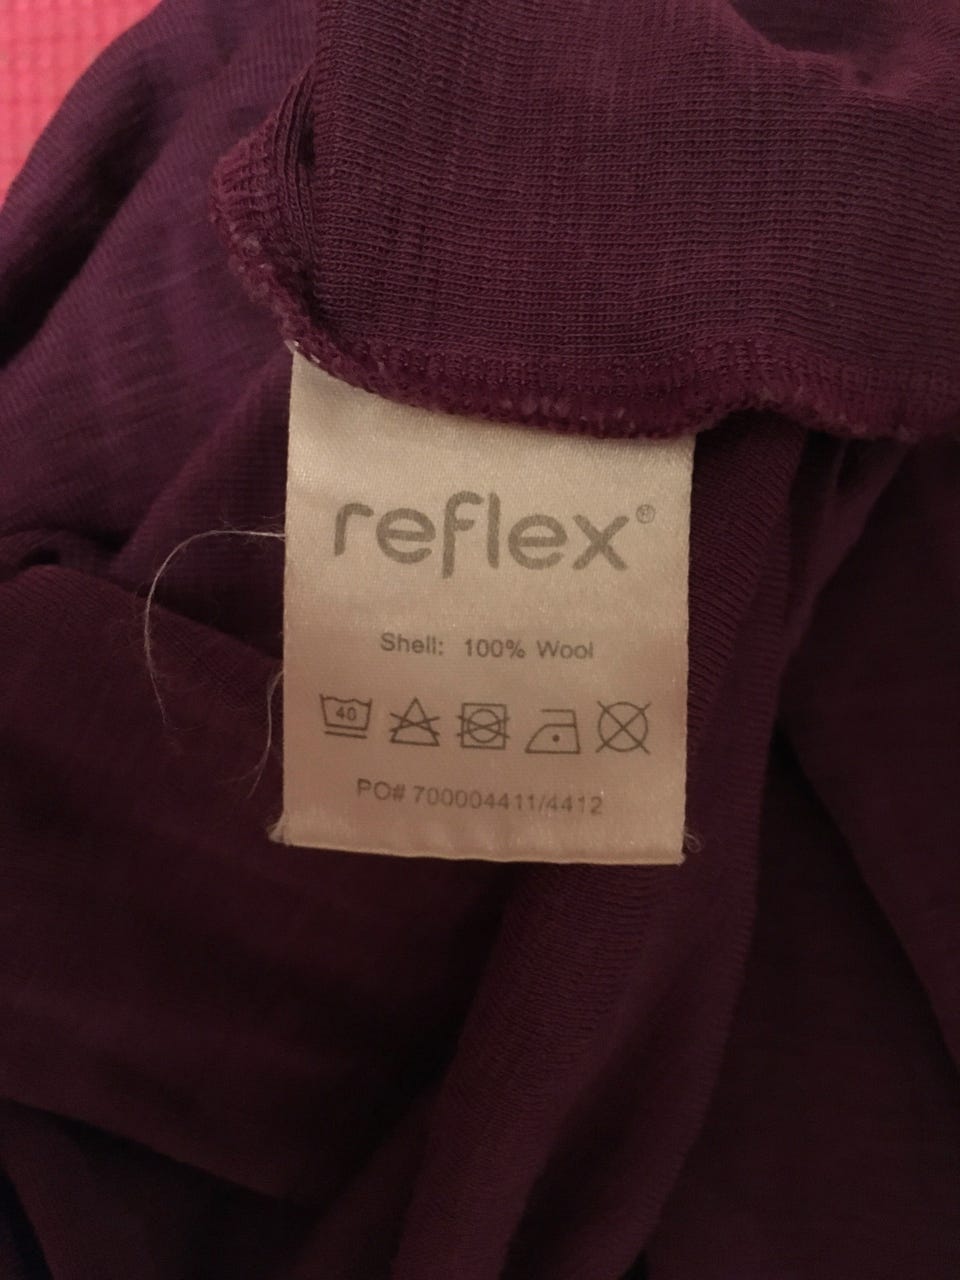 reflex®
Shell: 100% Wool
40
PO# 700004411/4412